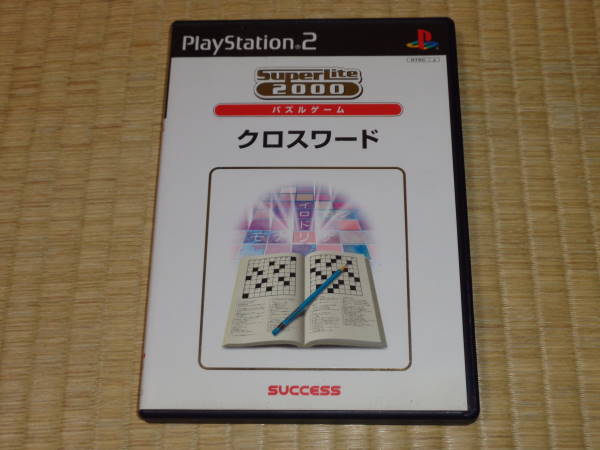 PlayStation®2
NTSC J
SuperLite
2000
パズルゲーム
クロスワード
イロドリ
SUCCESS